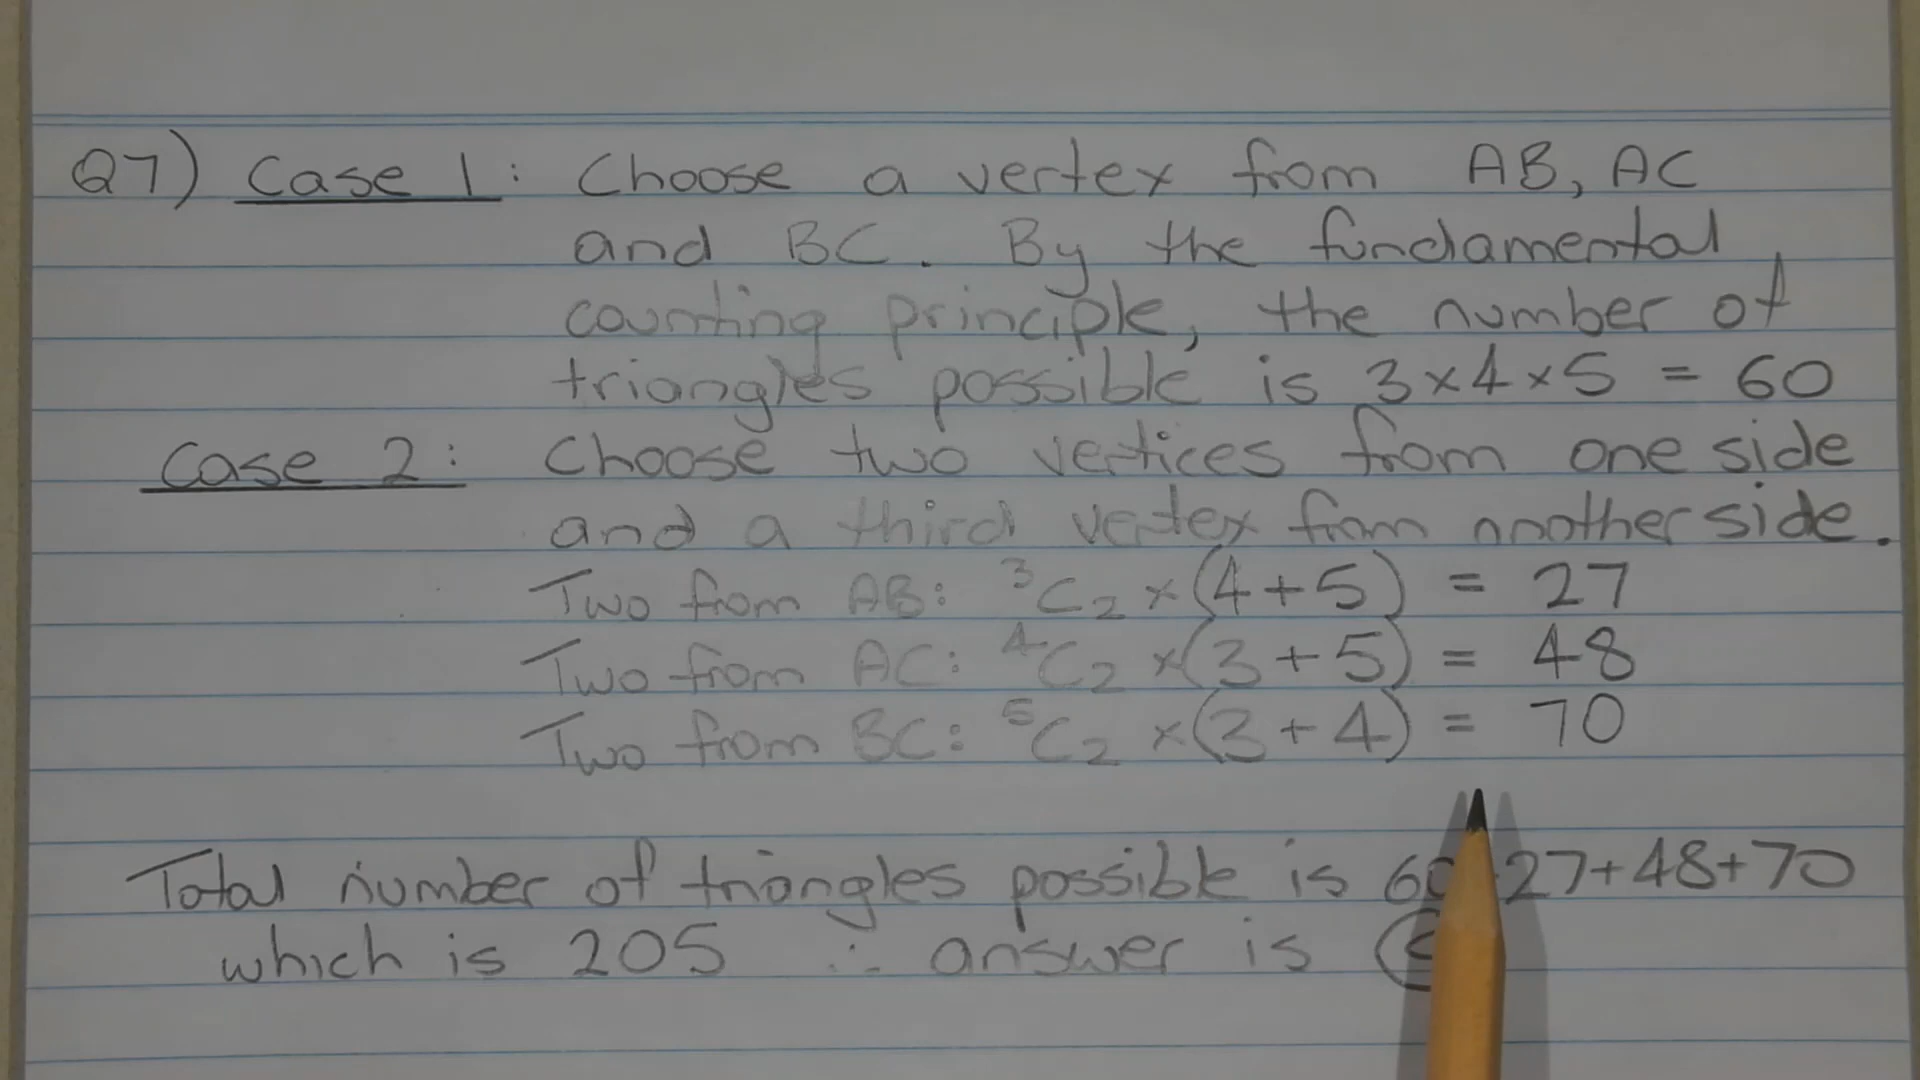 Q7) Case 1: Choose a vertex from AB, AC
and BC. By the fundamental
counting principle, the number of
triangles possible is 3×4×5 = 60
Case 2: Choose two vertices from one side
and a third vertex from another side.
Two from AB: ³C₂ ×(4+5) = 27
Two from AC: ⁴C₂ ×(3+5) = 48
Two from BC: ⁵C₂ ×(3+4) = 70
Total number of triangles possible is 60 27+48+70
which is 205 ∴ answer is